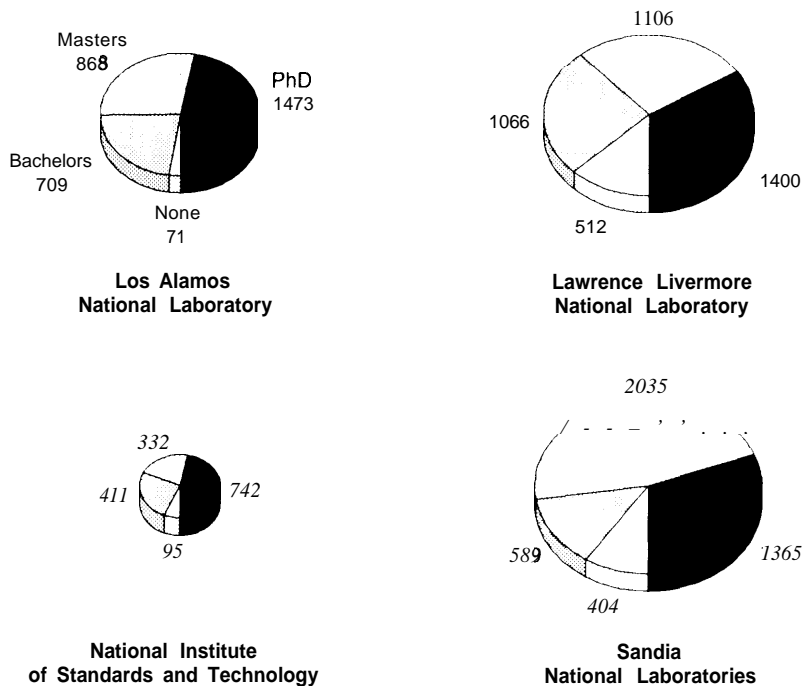 Masters
868
PhD
1473
Bachelors
709
None
71
Los Alamos
National Laboratory
1106
1066
1400
512
Lawrence Livermore
National Laboratory
332
411
742
95
National Institute
of Standards and Technology
2035
589
1365
404
Sandia
National Laboratories